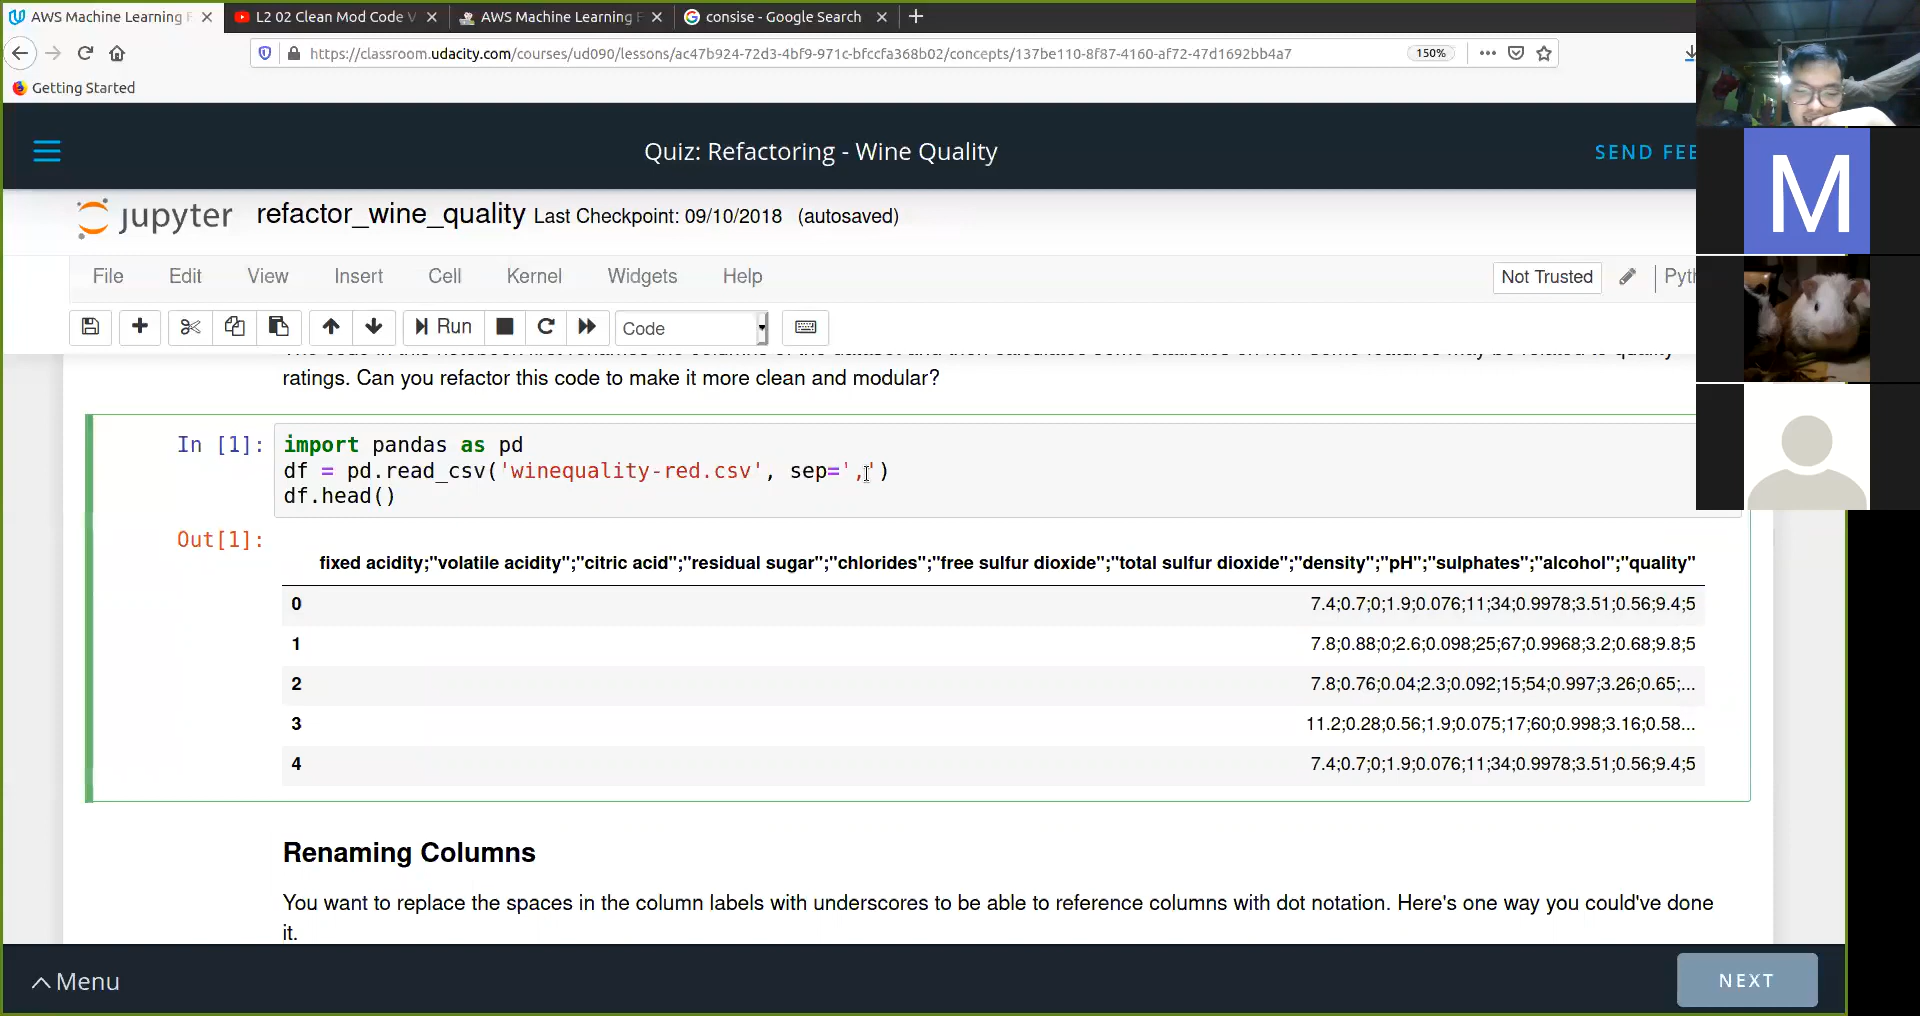 AWS Machine Learning F
L2 02 Clean Mod Code V
AWS Machine Learning F
consise - Google Search
https://classroom.udacity.com/courses/ud090/lessons/ac47b924-72d3-4bf9-971c-bfccfa368b02/concepts/137be110-8f87-4160-af72-47d1692bb4a7
150%
Getting Started
Quiz: Refactoring - Wine Quality
SEND FEE
M
jupyter refactor_wine_quality Last Checkpoint: 09/10/2018 (autosaved)
File Edit View Insert Cell Kernel Widgets Help
Not Trusted
Pyth
Run
Code
ratings. Can you refactor this code to make it more clean and modular?
In [1]: import pandas as pd
df = pd.read_csv('winequality-red.csv', sep=',')
df.head()
Out[1]:
fixed acidity;"volatile acidity";"citric acid";"residual sugar";"chlorides";"free sulfur dioxide";"total sulfur dioxide";"density";"pH";"sulphates";"alcohol";"quality"
0 7.4;0.7;0;1.9;0.076;11;34;0.9978;3.51;0.56;9.4;5
1 7.8;0.88;0;2.6;0.098;25;67;0.9968;3.2;0.68;9.8;5
2 7.8;0.76;0.04;2.3;0.092;15;54;0.997;3.26;0.65;...
3 11.2;0.28;0.56;1.9;0.075;17;60;0.998;3.16;0.58...
4 7.4;0.7;0;1.9;0.076;11;34;0.9978;3.51;0.56;9.4;5
Renaming Columns
You want to replace the spaces in the column labels with underscores to be able to reference columns with dot notation. Here's one way you could've done
it.
Menu
NEXT